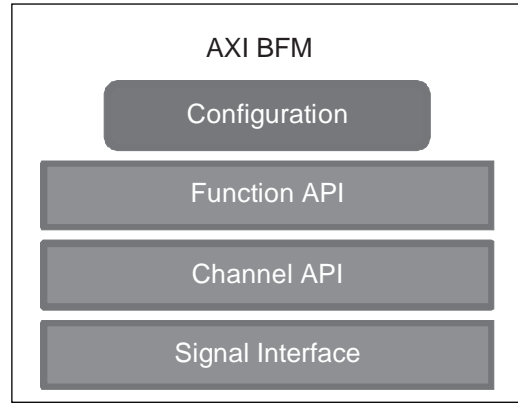 AXI BFM
Configuration
Function API
Channel API
Signal Interface